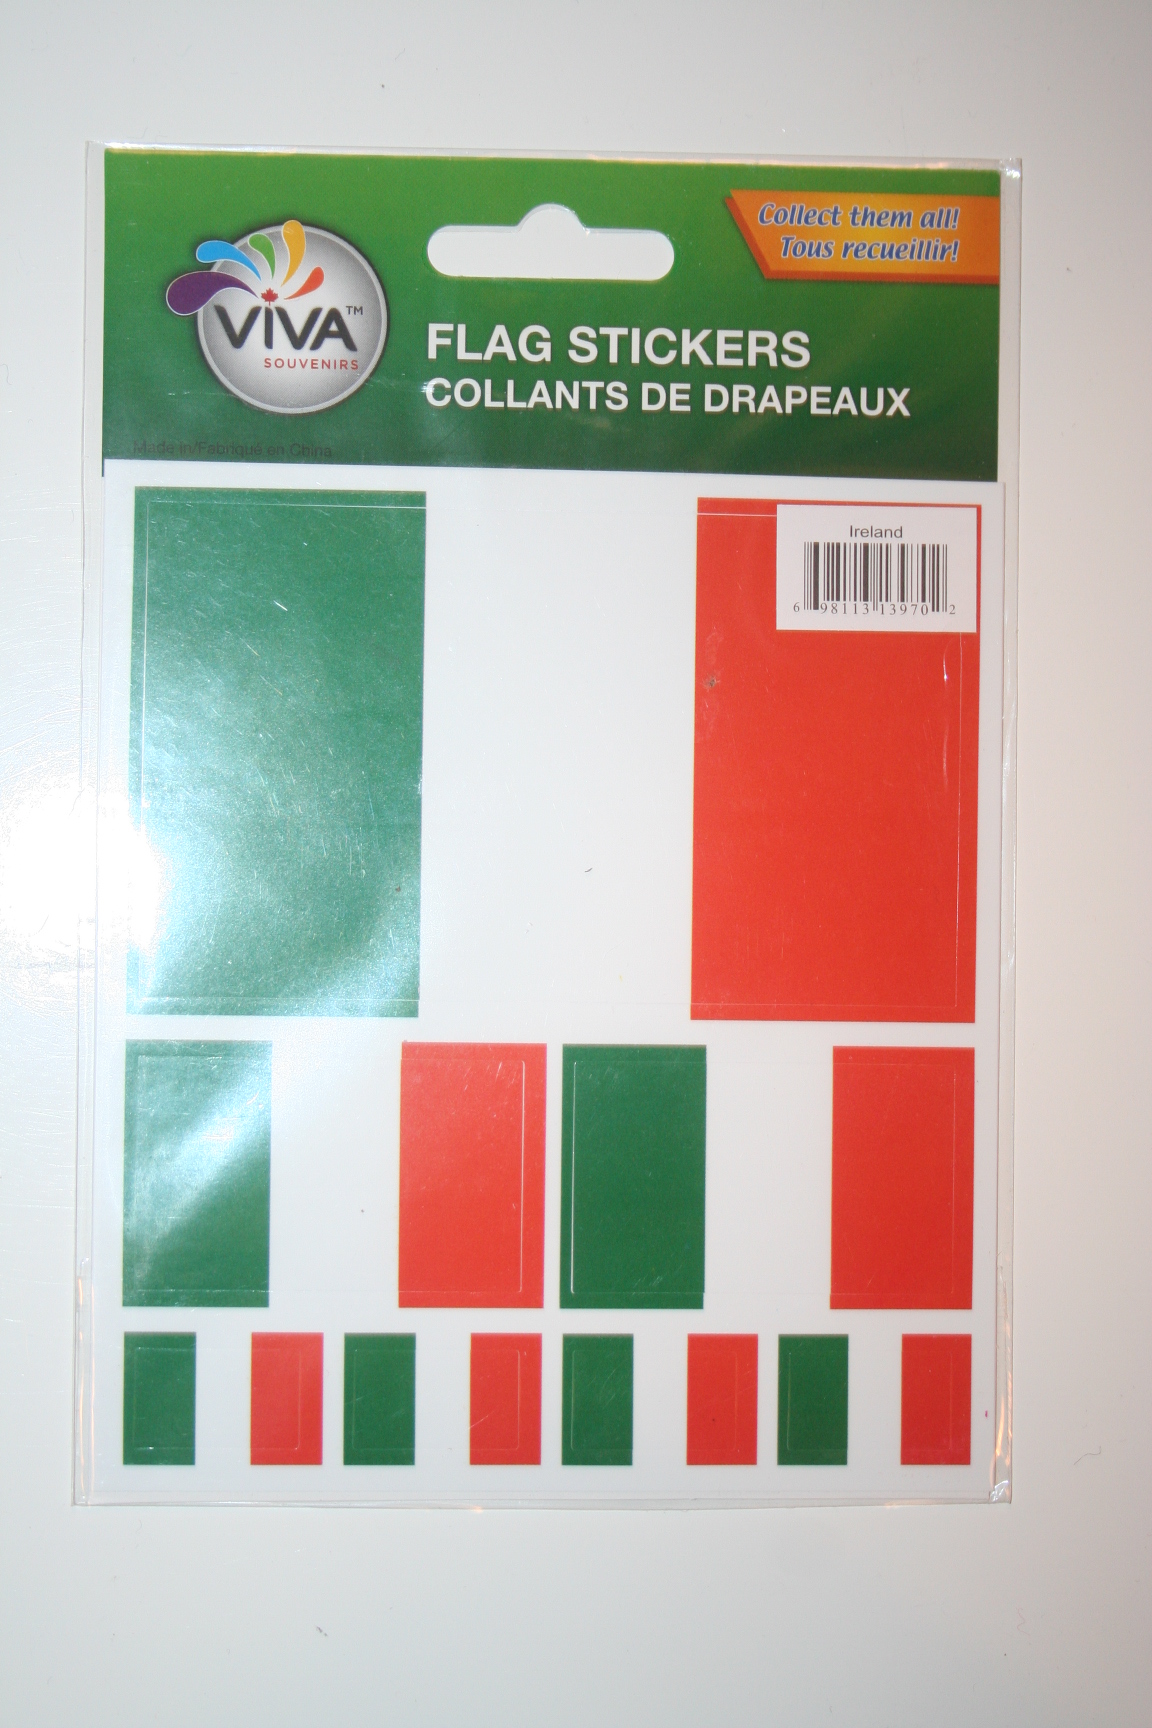 Collect them all!
Tous recueillir!
VIVA™
SOUVENIRS
FLAG STICKERS
COLLANTS DE DRAPEAUX
Made in/Fabriqué en China
Ireland
6 98113 13970 2